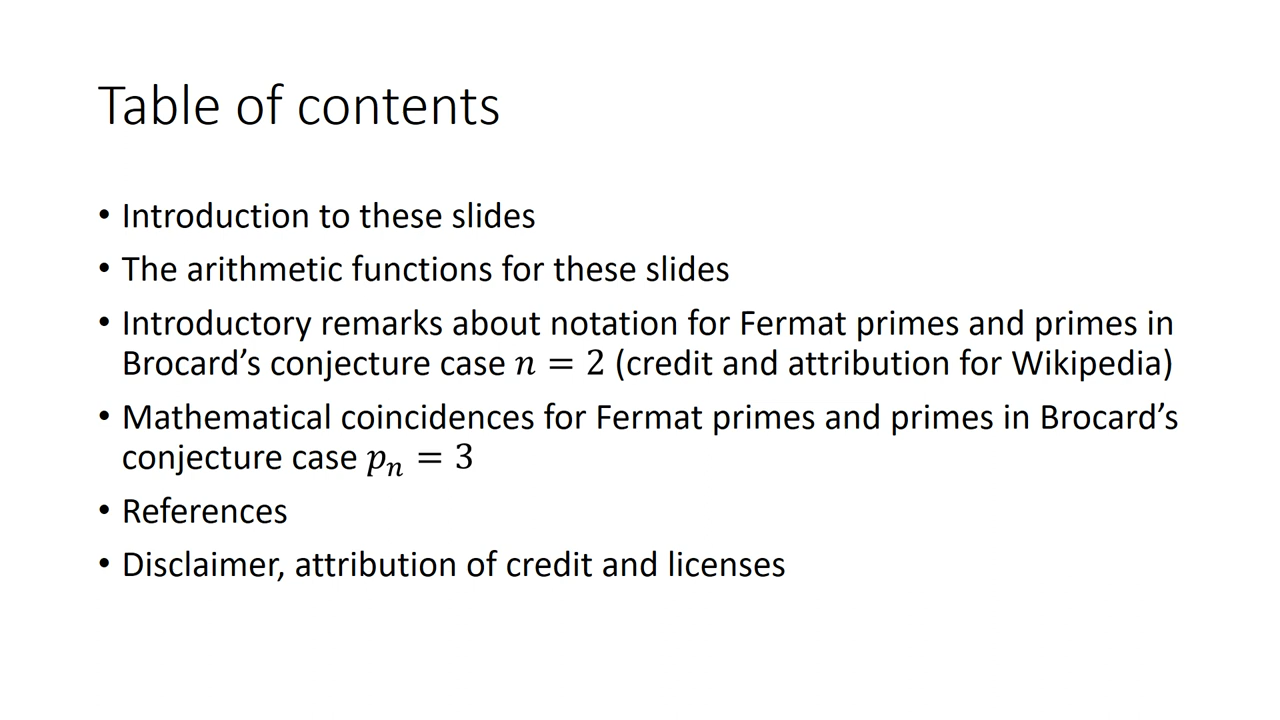 Table of contents
• Introduction to these slides
• The arithmetic functions for these slides
• Introductory remarks about notation for Fermat primes and primes in
Brocard’s conjecture case 𝑛 = 2 (credit and attribution for Wikipedia)
• Mathematical coincidences for Fermat primes and primes in Brocard’s
conjecture case 𝑝ₙ = 3
• References
• Disclaimer, attribution of credit and licenses